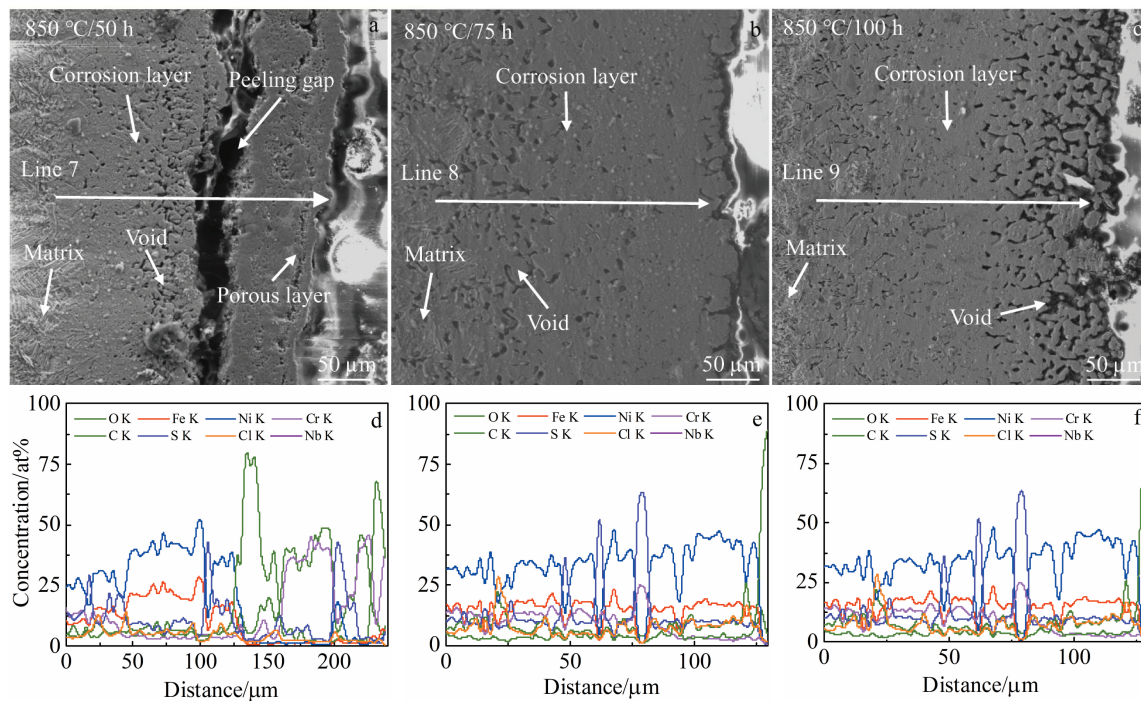 850 °C/50 h
a
Corrosion layer
Peeling gap
Line 7
Matrix
Void
Porous layer
50 μm
850 °C/75 h
b
Corrosion layer
Line 8
Matrix
Void
50 μm
850 °C/100 h
c
Corrosion layer
Line 9
Matrix
Void
50 μm
Concentration/at%
100
75
50
25
0
O K Fe K Ni K Cr K
C K S K Cl K Nb K
d
0 50 100 150 200
Distance/μm
100
75
50
25
0
O K Fe K Ni K Cr K
C K S K Cl K Nb K
e
0 50 100
Distance/μm
100
75
50
25
0
O K Fe K Ni K Cr K
C K S K Cl K Nb K
f
0 50 100
Distance/μm